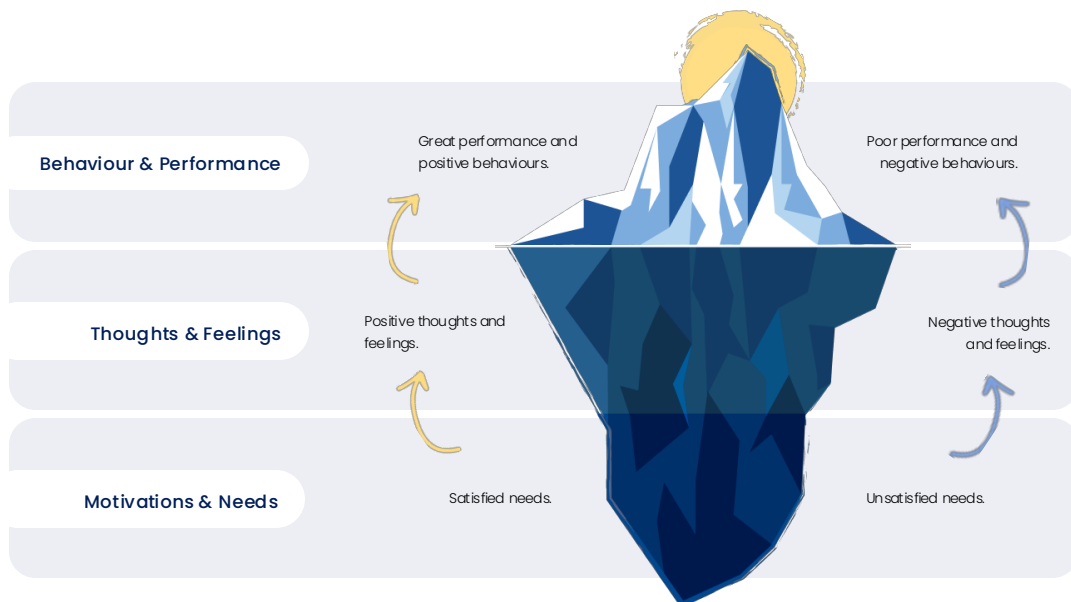 Behaviour & Performance
Great performance and
positive behaviours.
Poor performance and
negative behaviours.
Thoughts & Feelings
Positive thoughts and
feelings.
Negative thoughts
and feelings.
Motivations & Needs
Satisfied needs.
Unsatisfied needs.